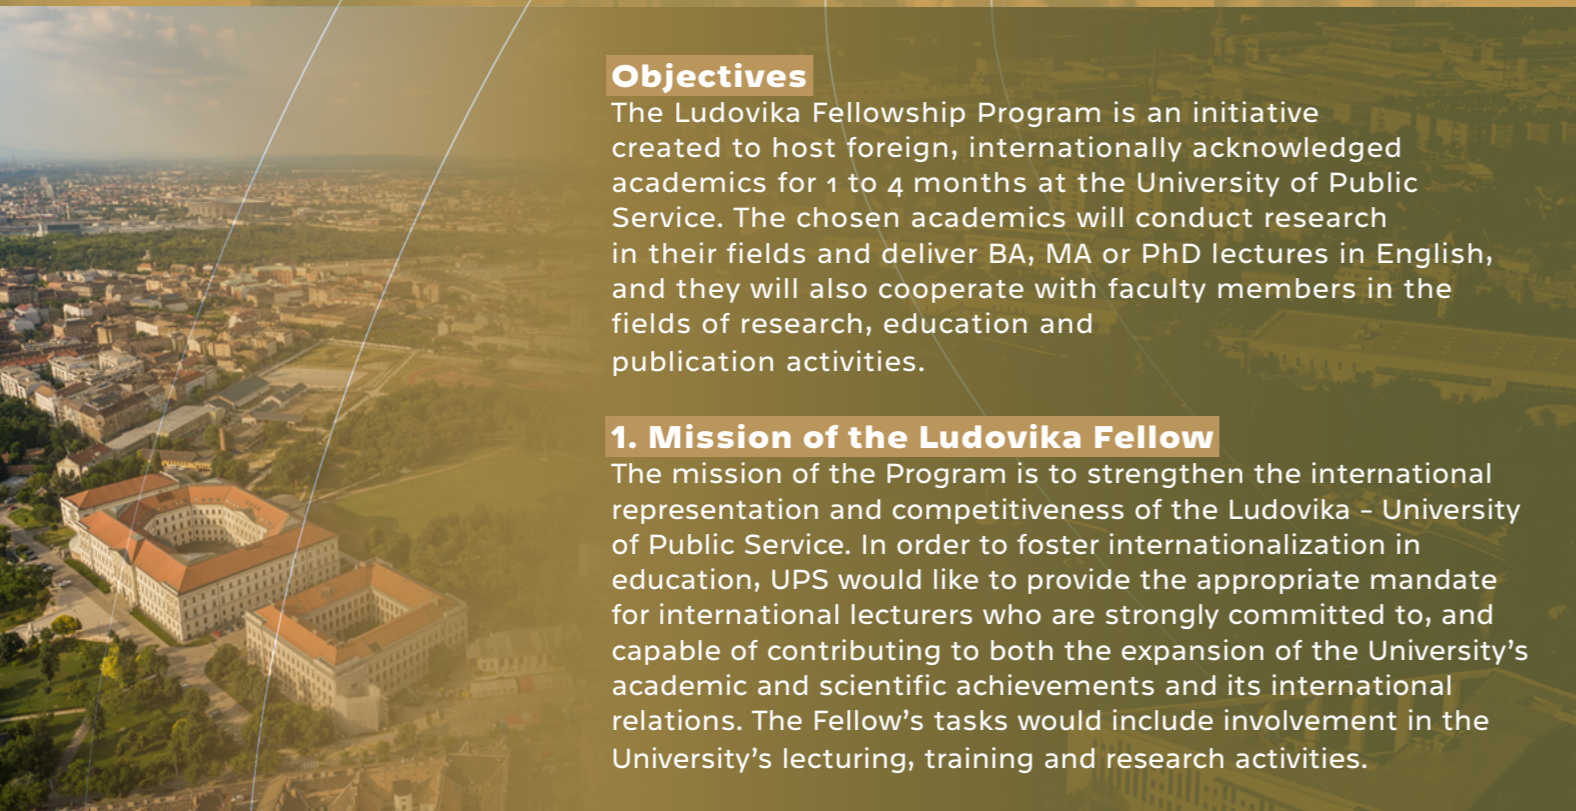 Objectives
The Ludovika Fellowship Program is an initiative
created to host foreign, internationally acknowledged
academics for 1 to 4 months at the University of Public
Service. The chosen academics will conduct research
in their fields and deliver BA, MA or PhD lectures in English,
and they will also cooperate with faculty members in the
fields of research, education and
publication activities.
1. Mission of the Ludovika Fellow
The mission of the Program is to strengthen the international
representation and competitiveness of the Ludovika – University
of Public Service. In order to foster internationalization in
education, UPS would like to provide the appropriate mandate
for international lecturers who are strongly committed to, and
capable of contributing to both the expansion of the University’s
academic and scientific achievements and its international
relations. The Fellow’s tasks would include involvement in the
University’s lecturing, training and research activities.